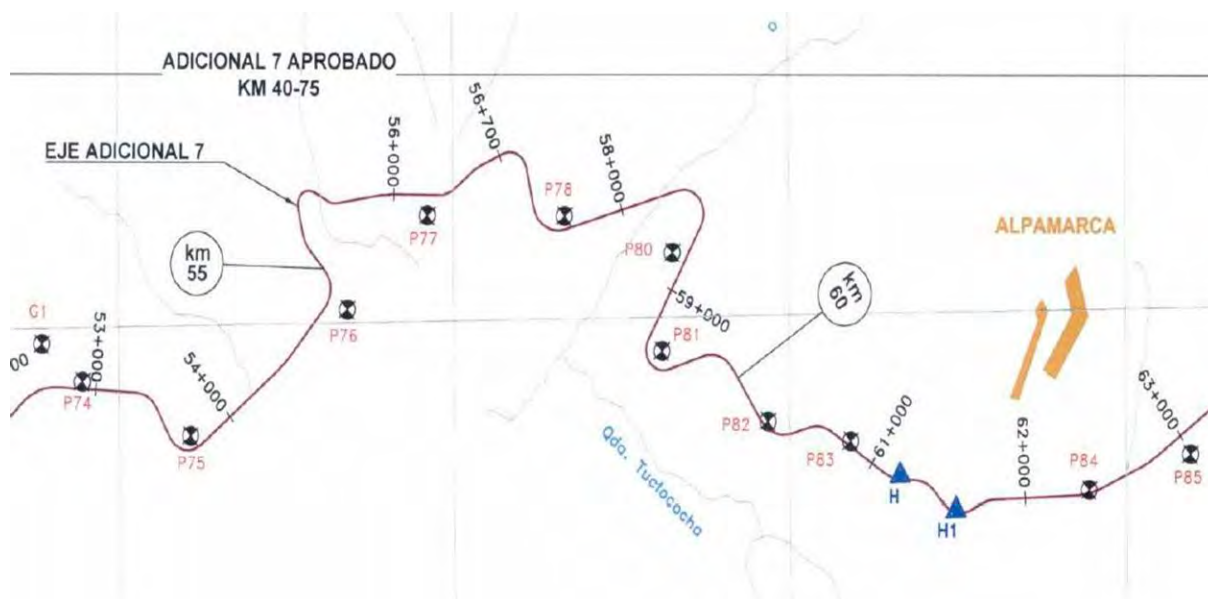 ADICIONAL 7 APROBADO
KM 40-75
EJE ADICIONAL 7
56+000
56+700
58+000
P78
P77
P80
ALPAMARCA
km
55
km
60
G1
00
53+000
P74
54+000
P75
P76
59+000
P81
P82
P83
61+000
H
H1
62+000
P84
63+000
P85
Qda. Tuctococha